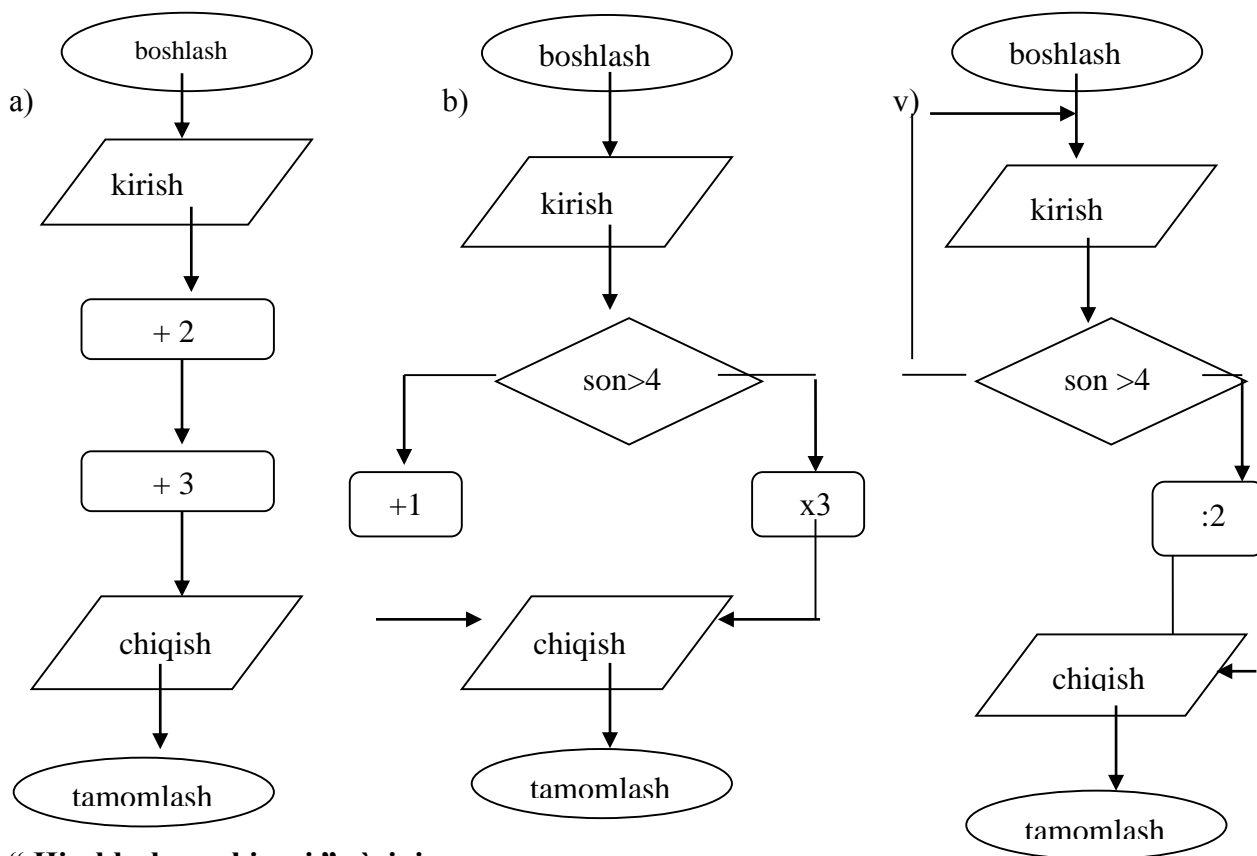 a)
boshlash
kirish
+ 2
+ 3
chiqish
tamomlash
b)
boshlash
kirish
son>4
+1
x3
chiqish
tamomlash
v)
boshlash
kirish
son >4
:2
chiqish
tamomlash